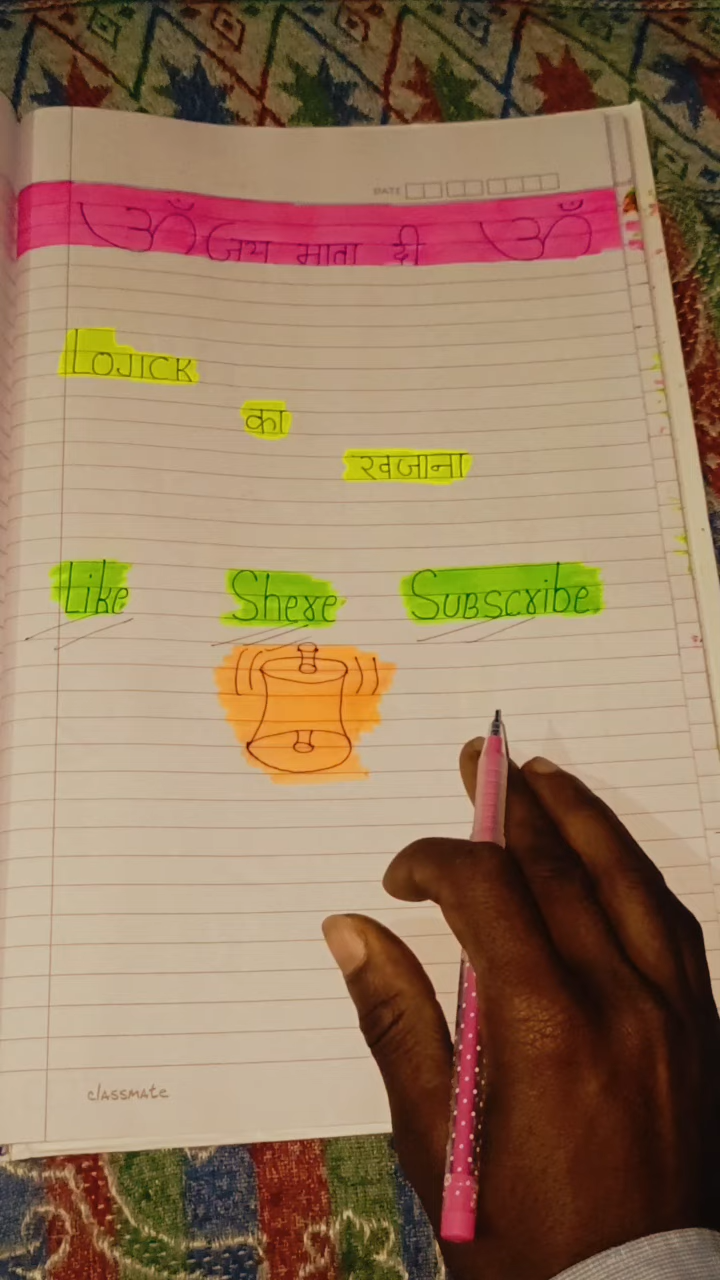 DATE
ॐ जय माता दी ॐ
LOJICK
का
खजाना
Like Shere Subscribe
classmate